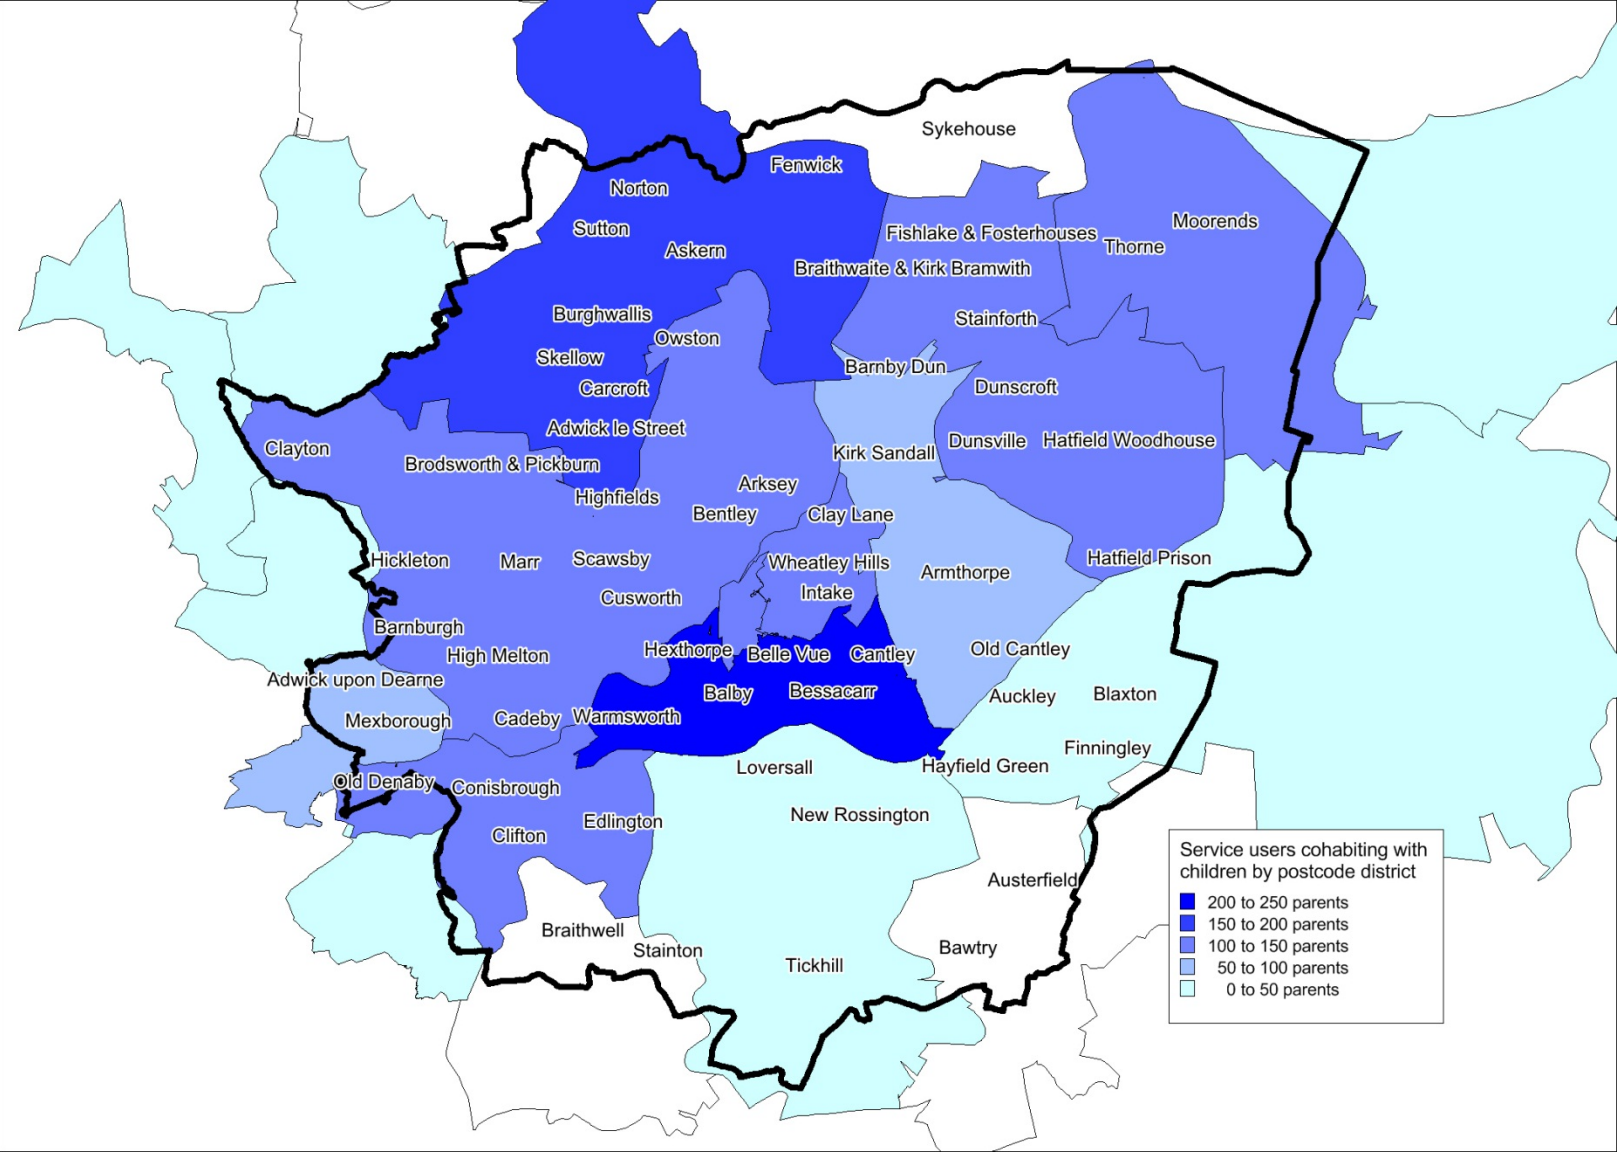 Sykehouse
Fenwick
Norton
Sutton
Askern
Moorends
Fishlake & Fosterhouses
Thorne
Braithwaite & Kirk Bramwith
Burghwallis
Stainforth
Owston
Skellow
Barnby Dun
Carcroft
Dunscroft
Adwick le Street
Clayton
Dunsville
Hatfield Woodhouse
Kirk Sandall
Brodsworth & Pickburn
Highfields
Arksey
Bentley
Clay Lane
Hickleton
Marr
Scawsby
Wheatley Hills
Hatfield Prison
Armthorpe
Intake
Cusworth
Barnburgh
High Melton
Hexthorpe
Belle Vue
Cantley
Old Cantley
Adwick upon Dearne
Balby
Bessacarr
Auckley
Blaxton
Mexborough
Cadeby
Warmsworth
Finningley
Loversall
Hayfield Green
Old Denaby
Conisbrough
New Rossington
Edlington
Clifton
Austerfield
Braithwell
Stainton
Bawtry
Tickhill
Service users cohabiting with
children by postcode district
200 to 250 parents
150 to 200 parents
100 to 150 parents
50 to 100 parents
0 to 50 parents